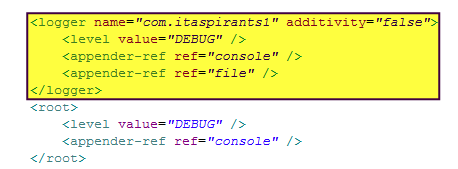 <logger name="com.itaspirants1" additivity="false">
    <level value="DEBUG" />
    <appender-ref ref="console" />
    <appender-ref ref="file" />
</logger>
<root>
    <level value="DEBUG" />
    <appender-ref ref="console" />
</root>